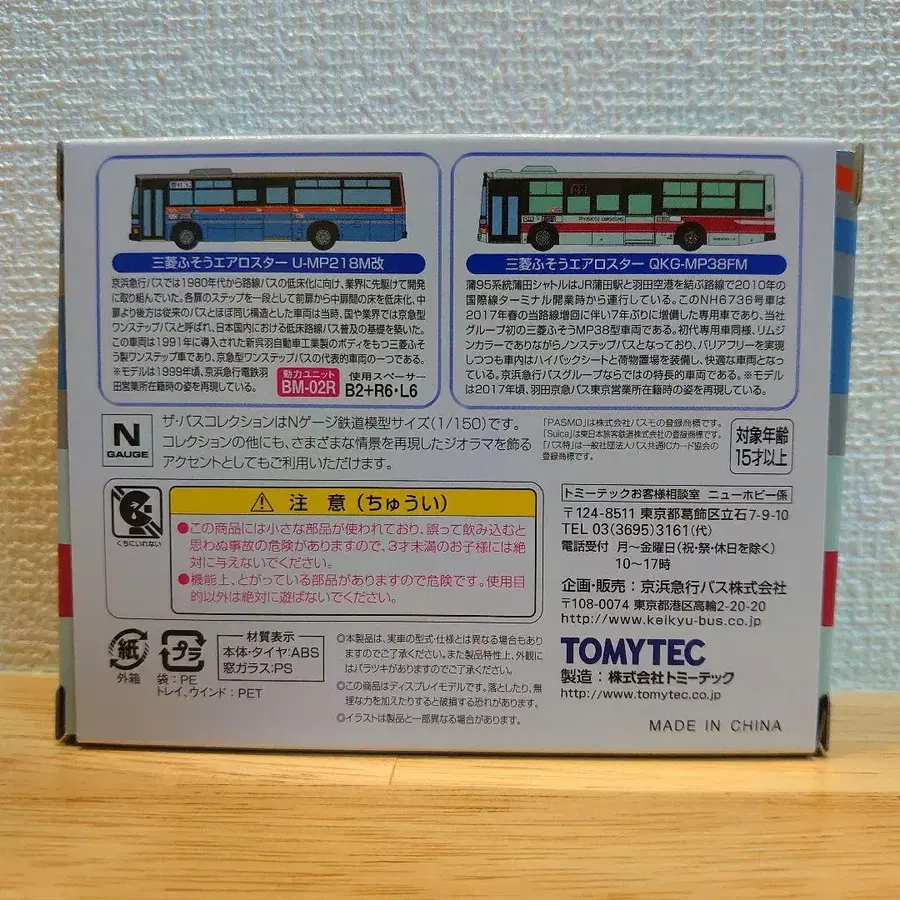 三菱ふそうエアロスター U-MP218M改
京浜急行バスでは1980年代から路線バスの低床化に向け、業界に先駆けて開発
に取り組んでいた。各扉のステップを一段として前扉から中扉間の床を低床化、中
扉より後方は従来のバスとほぼ同じ構造とした車両は当時、国や業界では京急型
ワンステップバスと呼ばれ、日本国内における低床路線バス普及の基礎を築いた。
この車両は1991年に導入された新呉羽自動車工業製のボディをもつ三菱ふそ
う製ワンステップ車であり、京急型ワンステップバスの代表的車両の一つである。
※モデルは1999年頃、京浜急行電鉄羽
田営業所在籍時の姿を再現している。
動力ユニット
BM-02R
使用スペーサー
B2+R6・L6
三菱ふそうエアロスター QKG-MP38FM
蒲95系統蒲田シャトルはJR蒲田駅と羽田空港を結ぶ路線で2010年の
国際線ターミナル開業時から運行している。このNH6736号車は
2017年春の当路線増回に伴い7年ぶりに増備した専用車であり、当
社グループ初の三菱ふそうMP38型車両である。初代専用車同様、リムジ
ンカラーでありながらノンステップバスとなっており、バリアフリーを実現
しつつも車内はハイバックシートと荷物置場を装備し、快適な車両となっ
ている。京浜急行バスグループならではの特長的車両である。※モデル
は2017年頃、羽田京急バス東京営業所在籍時の姿を再現している。
N
GAUGE
ザ・バスコレクションはNゲージ鉄道模型サイズ(1/150)です。
コレクションの他にも、さまざまな情景を再現したジオラマを飾る
アクセントとしてもご利用いただけます。
「PASMO」は株式会社パスモの登録商標です。
「Suica」は東日本旅客鉄道株式会社の登録商標です。
「バス特」は一般社団法人バス共通ICカード協会の
登録商標です。
対象年齢
15才以上
くちにいれない
⚠ 注意(ちゅうい)
●この商品には小さな部品が使われており、誤って飲み込むと
思わぬ事故の危険がありますので、3才未満のお子様には絶
対に与えないでください。
●機能上、とがっている部品がありますので危険です。使用目
的以外は絶対に遊ばないでください。
トミーテックお客様相談室 ニューホビー係
〒124-8511 東京都葛飾区立石7-9-10
TEL 03(3695)3161(代)
電話受付 月〜金曜日(祝・祭・休日を除く)
10〜17時
企画・販売：京浜急行バス株式会社
〒108-0074 東京都港区高輪2-20-20
http://www.keikyu-bus.co.jp
紙
外箱
プラ
袋：PE
トレイ、ウインド：PET
材質表示
本体・タイヤ：ABS
窓ガラス：PS
◎本製品は、実車の型式・仕様とは異なる場合もあり
ますのでご了承ください。また製品特性上、外観に
はバラツキがありますのでご了承ください。
◎この商品はディスプレイモデルです。落としたり、無
理な力を加えたりすると破損する恐れがあります。
◎イラストは製品と一部異なる場合があります。
TOMYTEC
製造：株式会社トミーテック
http://www.tomytec.co.jp
MADE IN CHINA